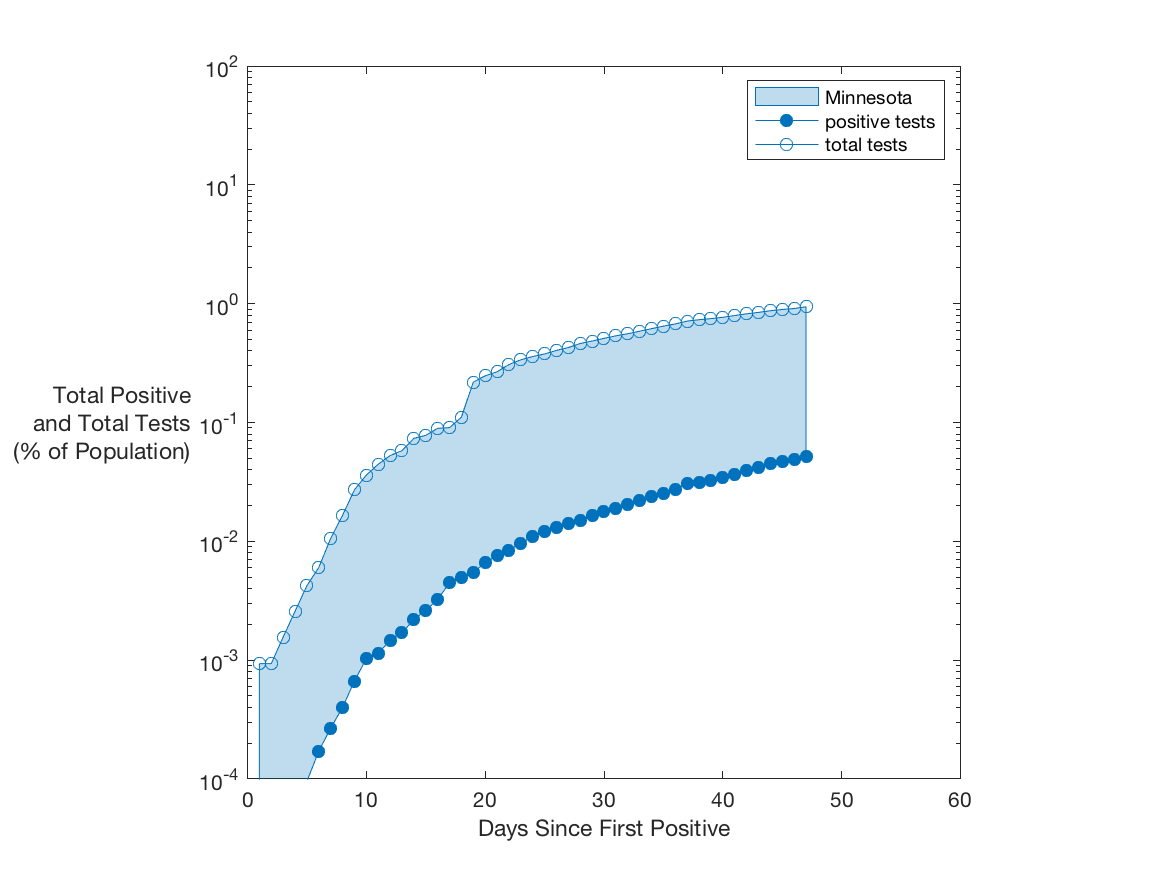 10^2
10^1
10^0
10^-1
10^-2
10^-3
10^-4
Total Positive
and Total Tests
(% of Population)
Minnesota
positive tests
total tests
0 10 20 30 40 50 60
Days Since First Positive